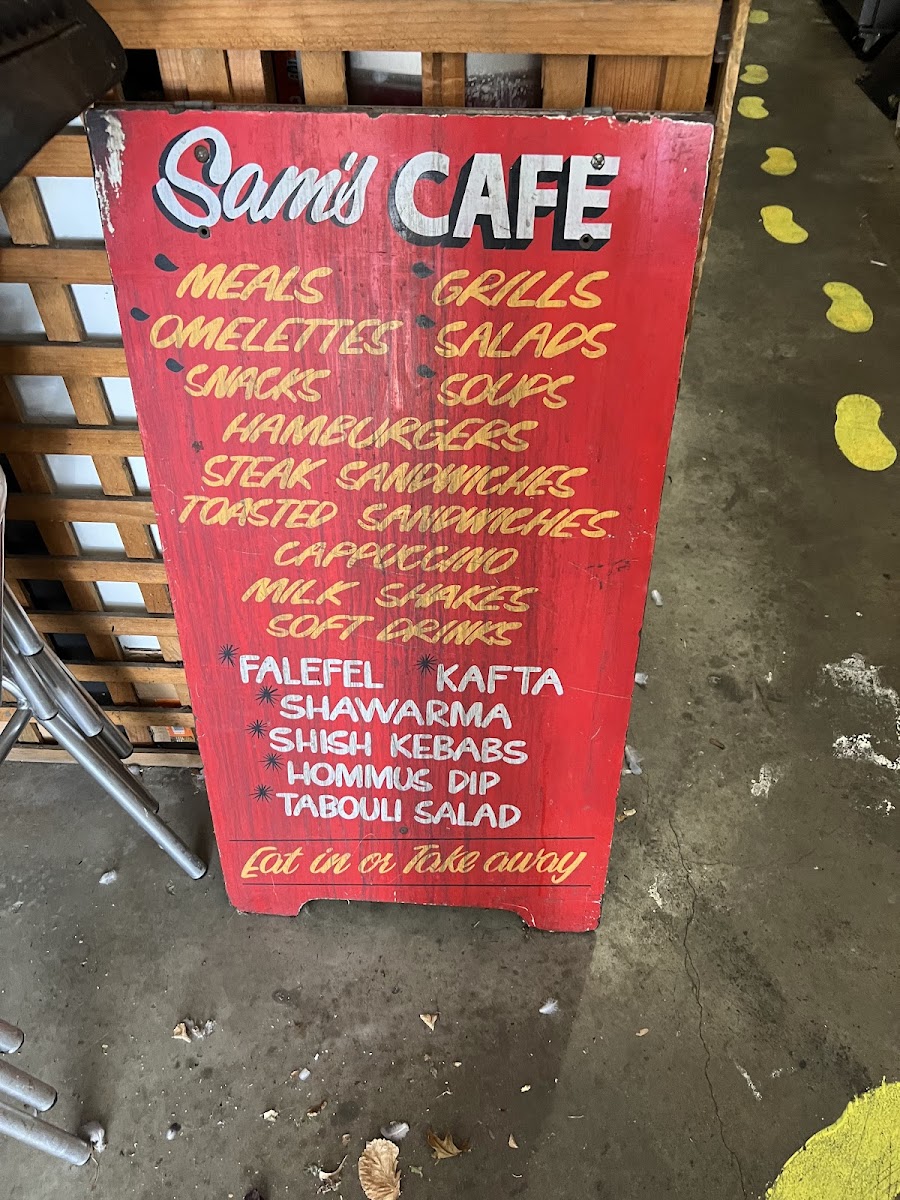 Sam's CAFE
MEALS GRILLS
OMELETTES SALADS
SNACKS SOUPS
HAMBURGERS
STEAK SANDWICHES
TOASTED SANDWICHES
CAPPUCCINO
MILK SHAKES
SOFT DRINKS
* FALEFEL * KAFTA
* SHAWARMA
* SHISH KEBABS
* HOMMUS DIP
* TABOULI SALAD
Eat in or Take away